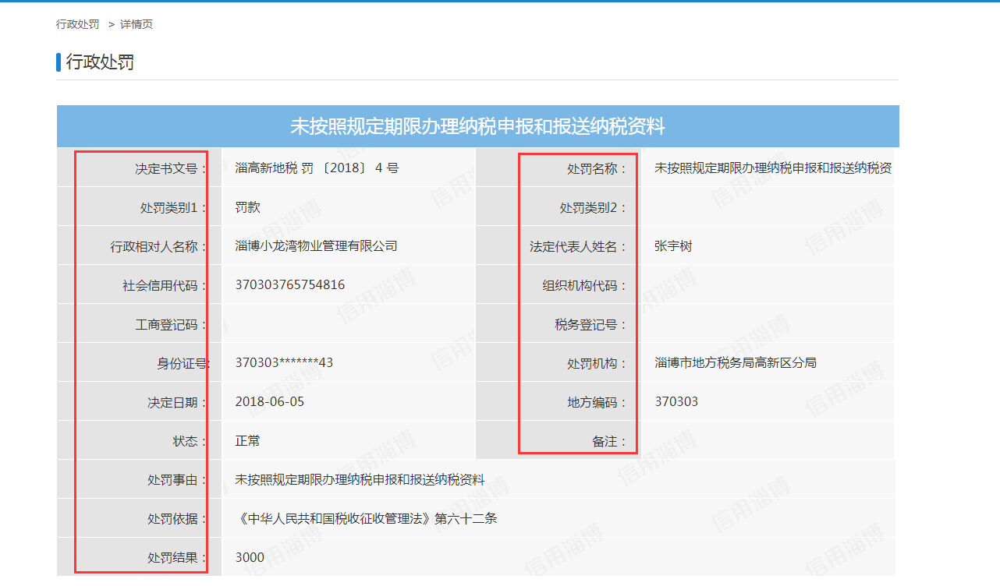 行政处罚 > 详情页
行政处罚
未按照规定期限办理纳税申报和报送纳税资料
决定书文号： 淄高新地税 罚 〔2018〕 4 号 处罚名称： 未按照规定期限办理纳税申报和报送纳税资
处罚类别1： 罚款 处罚类别2：
行政相对人名称： 淄博小龙湾物业管理有限公司 法定代表人姓名： 张宇树
社会信用代码： 370303765754816 组织机构代码：
工商登记码： 税务登记号：
身份证号: 370303*******43 处罚机构： 淄博市地方税务局高新区分局
决定日期： 2018-06-05 地方编码： 370303
状态： 正常 备注：
处罚事由： 未按照规定期限办理纳税申报和报送纳税资料
处罚依据： 《中华人民共和国税收征收管理法》第六十二条
处罚结果： 3000
信用淄博